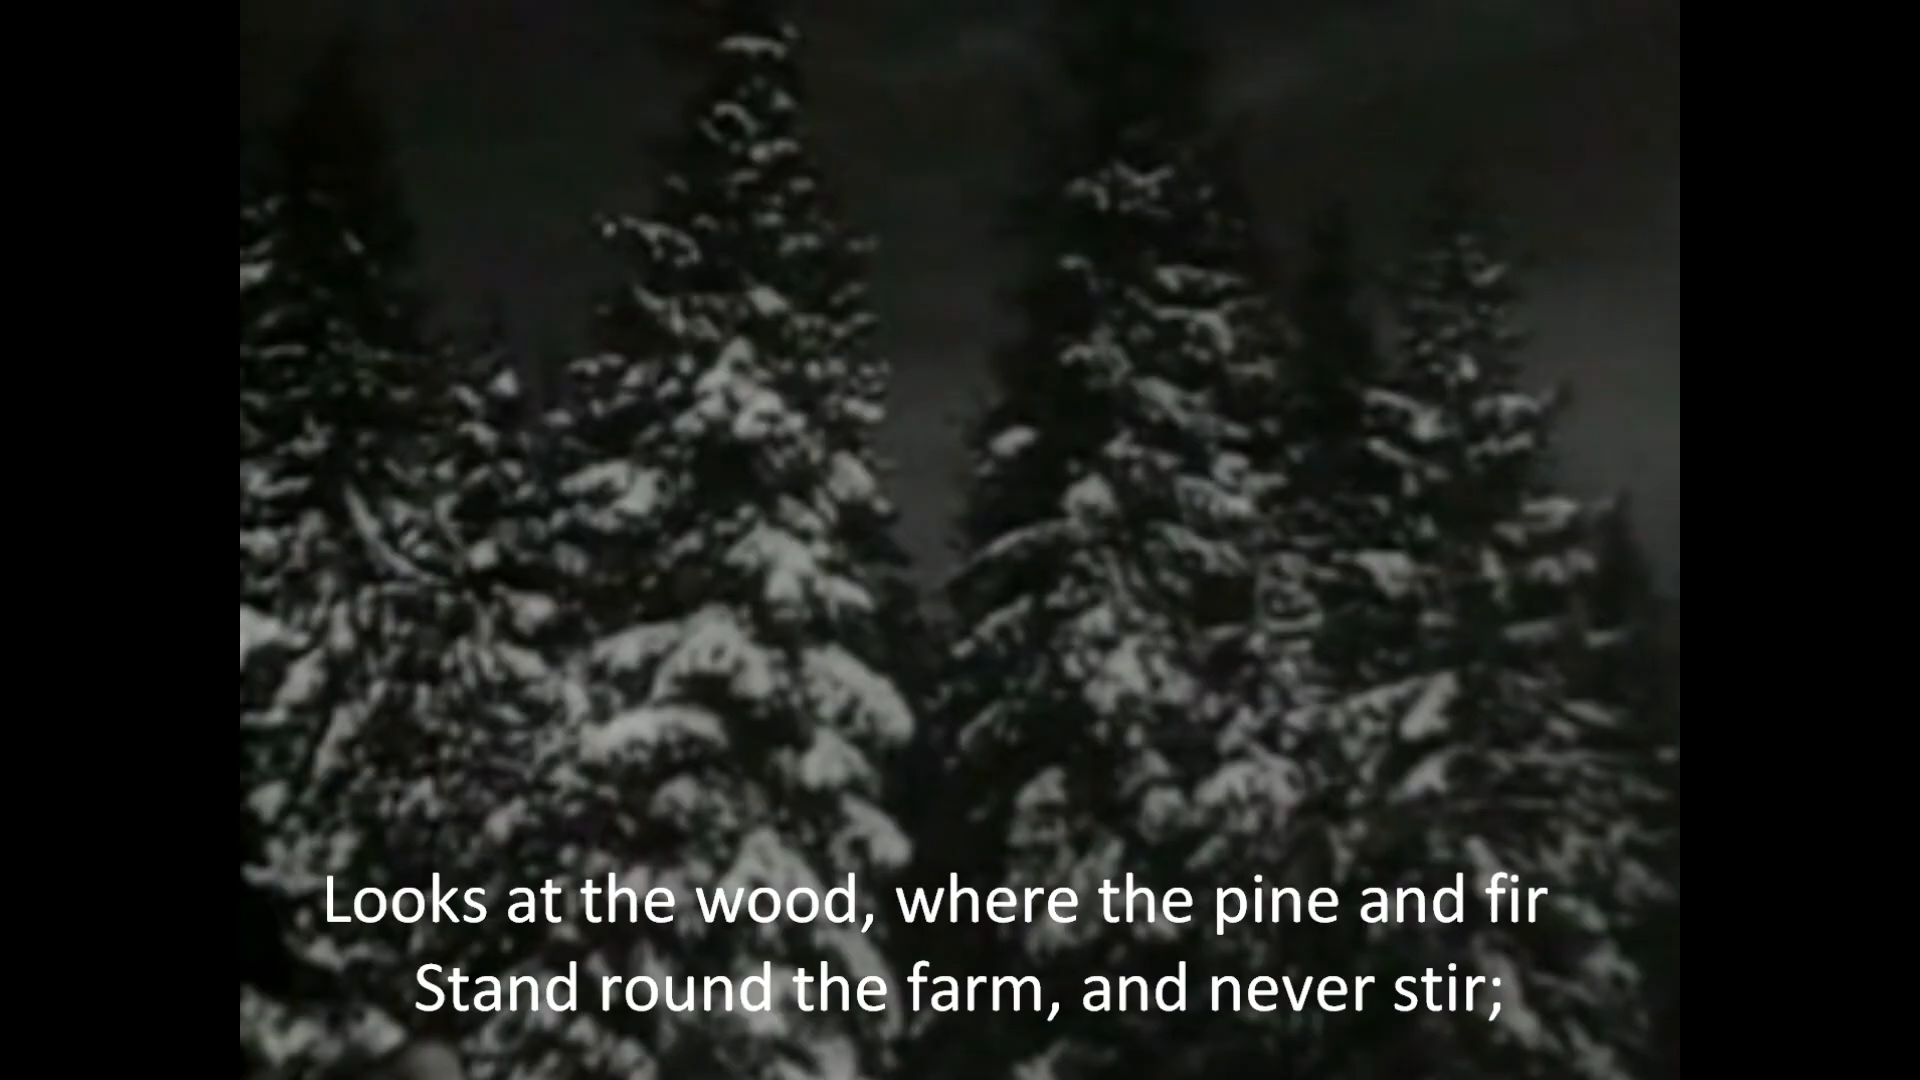 Looks at the wood, where the pine and fir
Stand round the farm, and never stir;